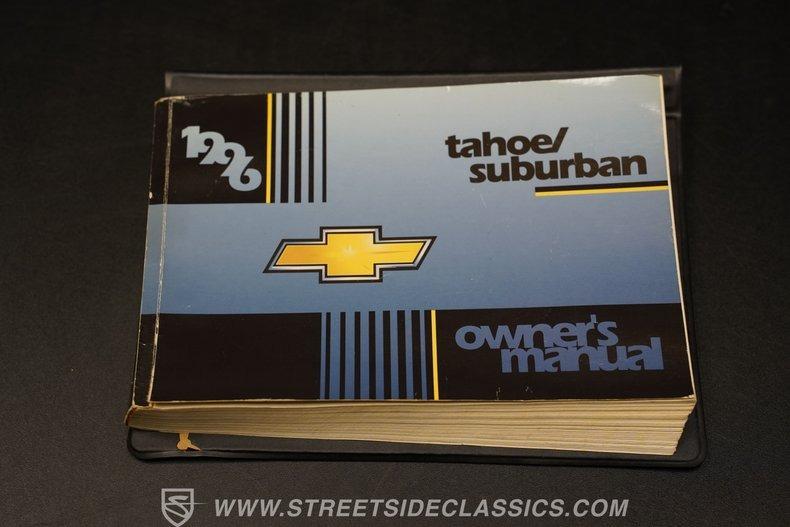 1996
tahoe/
suburban
owner's
manual
WWW.STREETSIDECLASSICS.COM